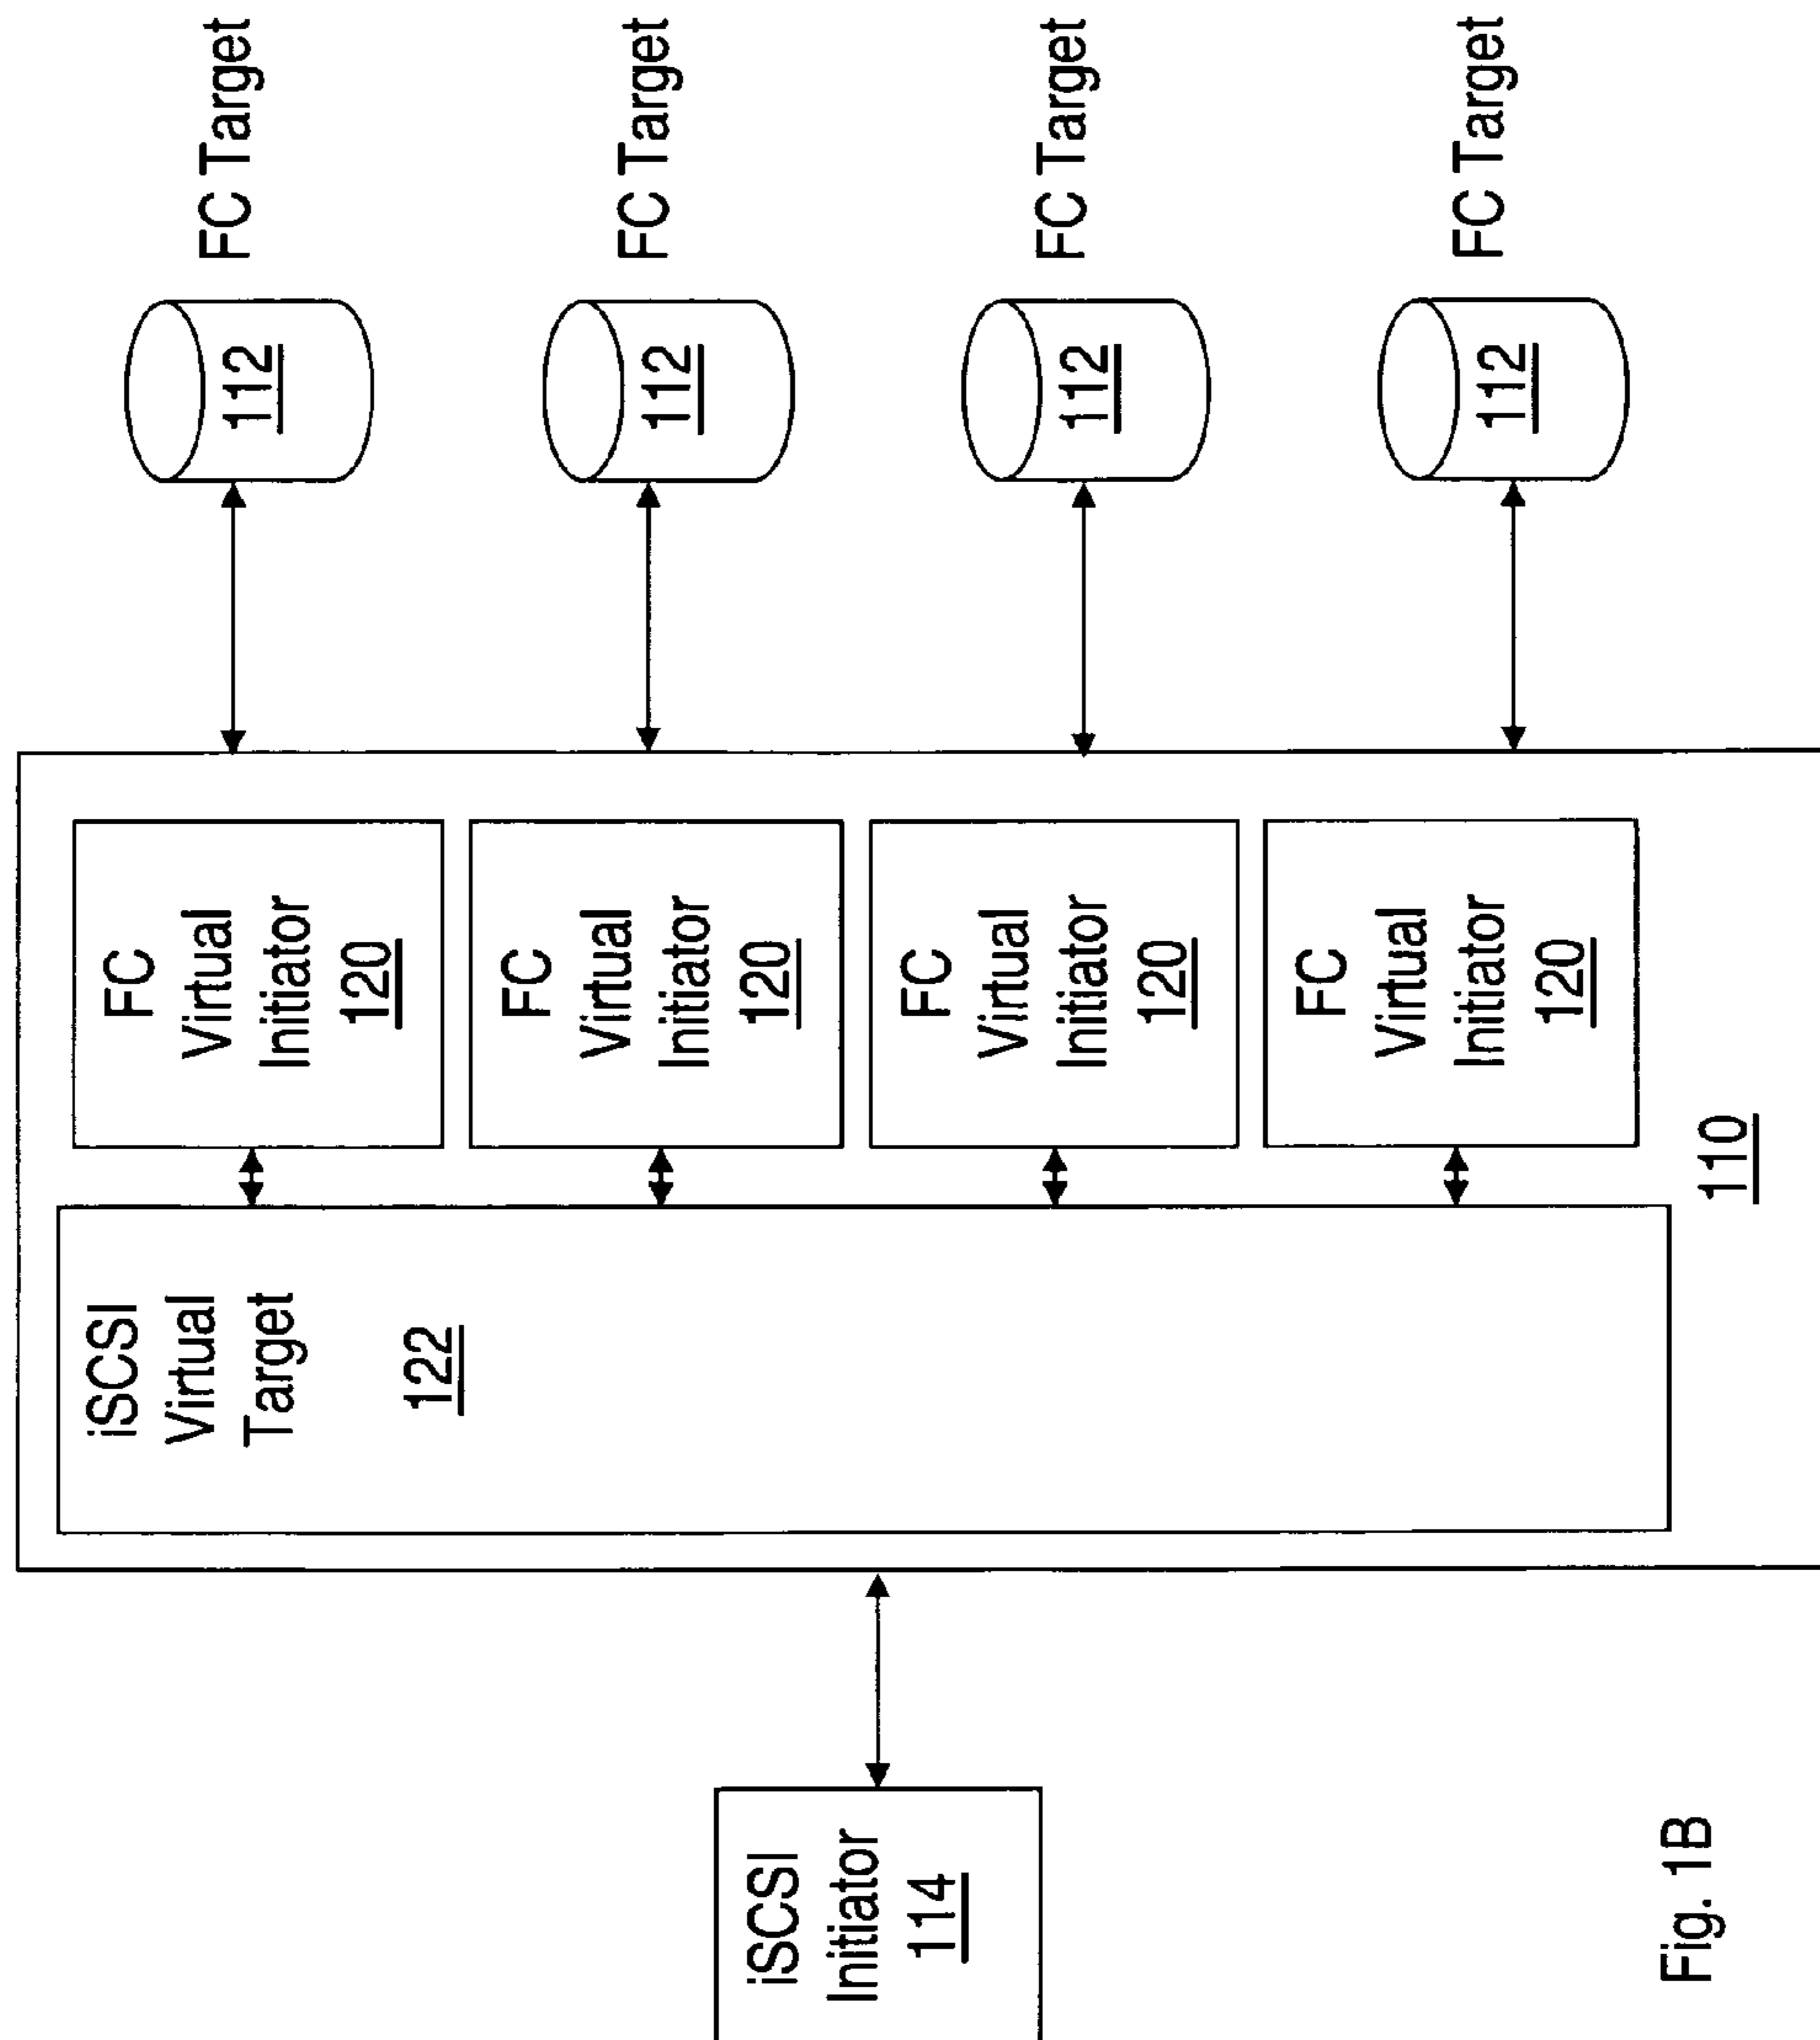 iSCSI
Initiator
114
iSCSI
Virtual
Target
122
FC
Virtual
Initiator
120
FC
Virtual
Initiator
120
FC
Virtual
Initiator
120
FC
Virtual
Initiator
120
110
112
FC Target
112
FC Target
112
FC Target
112
FC Target
Fig. 1B